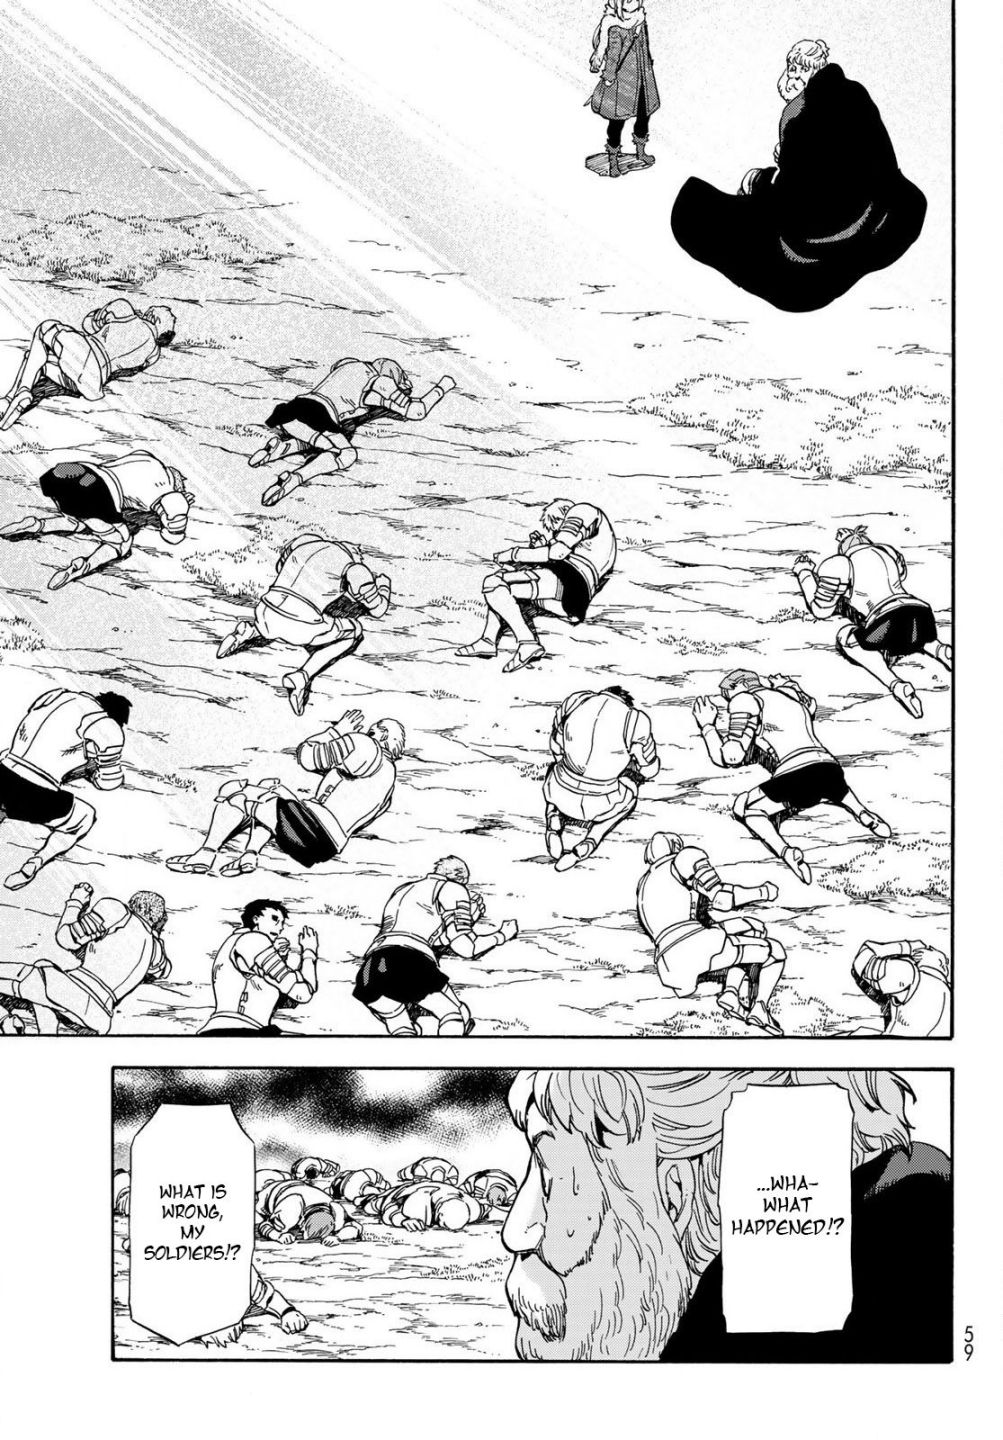 ...WHA-
WHAT
HAPPENED!?
WHAT IS
WRONG,
MY
SOLDIERS!?
59